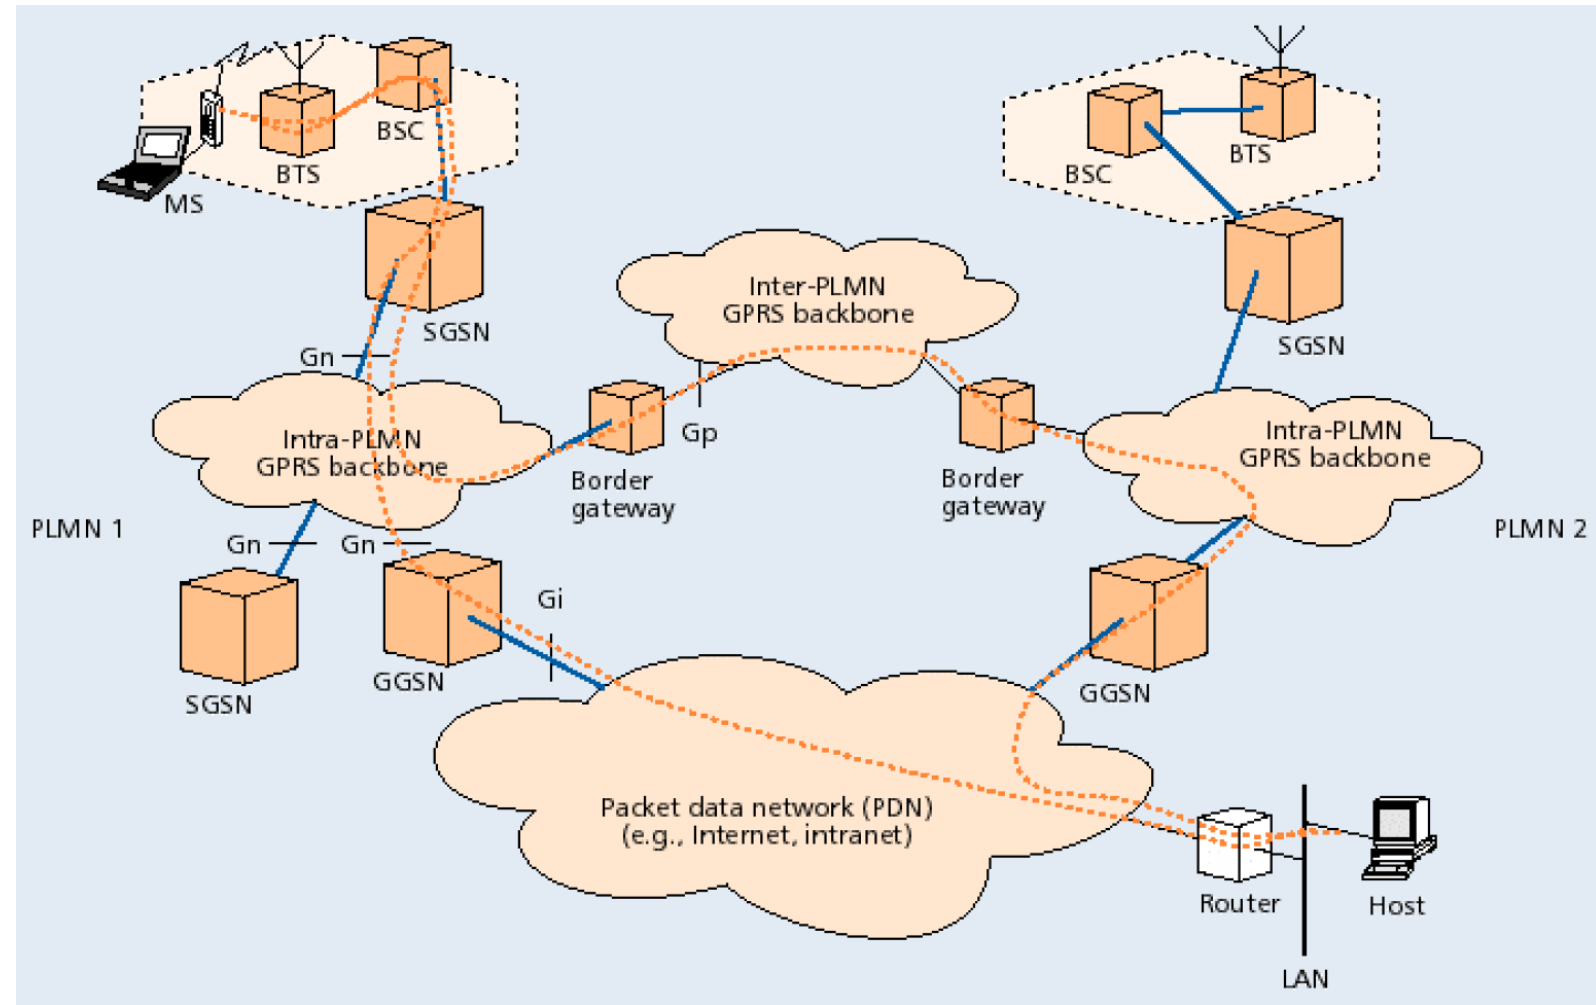 BSC
BTS
MS
BTS
BSC
SGSN
SGSN
Inter-PLMN
GPRS backbone
Gn
Gp
Intra-PLMN
GPRS backbone
Intra-PLMN
GPRS backbone
Border
gateway
Border
gateway
PLMN 1
PLMN 2
Gn
Gn
Gi
SGSN
GGSN
GGSN
Packet data network (PDN)
(e.g., Internet, intranet)
Router
Host
LAN